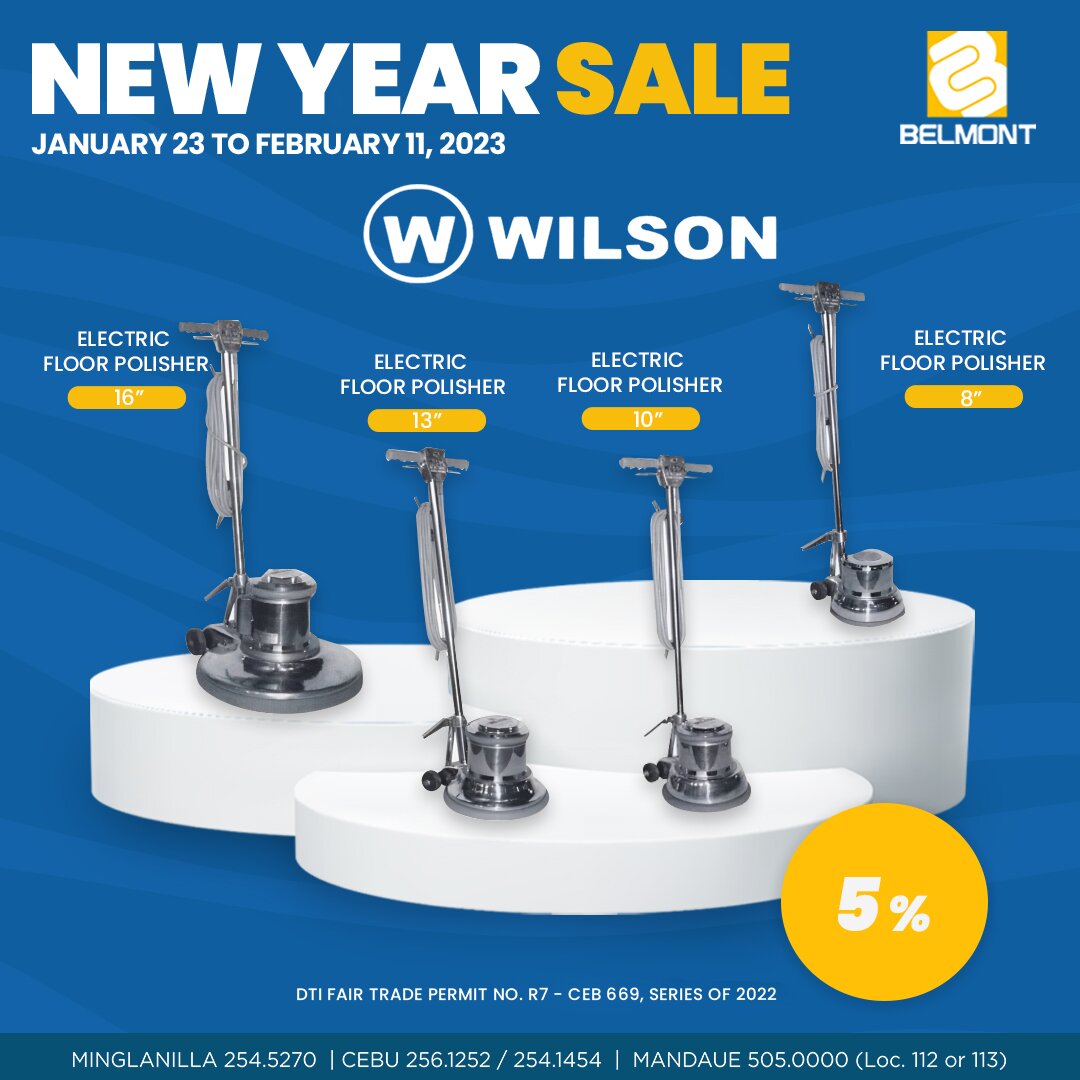 NEW YEAR SALE
JANUARY 23 TO FEBRUARY 11, 2023
BELMONT
W WILSON
ELECTRIC
FLOOR POLISHER
16”
ELECTRIC
FLOOR POLISHER
13”
ELECTRIC
FLOOR POLISHER
10”
ELECTRIC
FLOOR POLISHER
8”
5 %
DTI FAIR TRADE PERMIT NO. R7 - CEB 669, SERIES OF 2022
MINGLANILLA 254.5270 | CEBU 256.1252 / 254.1454 | MANDAUE 505.0000 (Loc. 112 or 113)